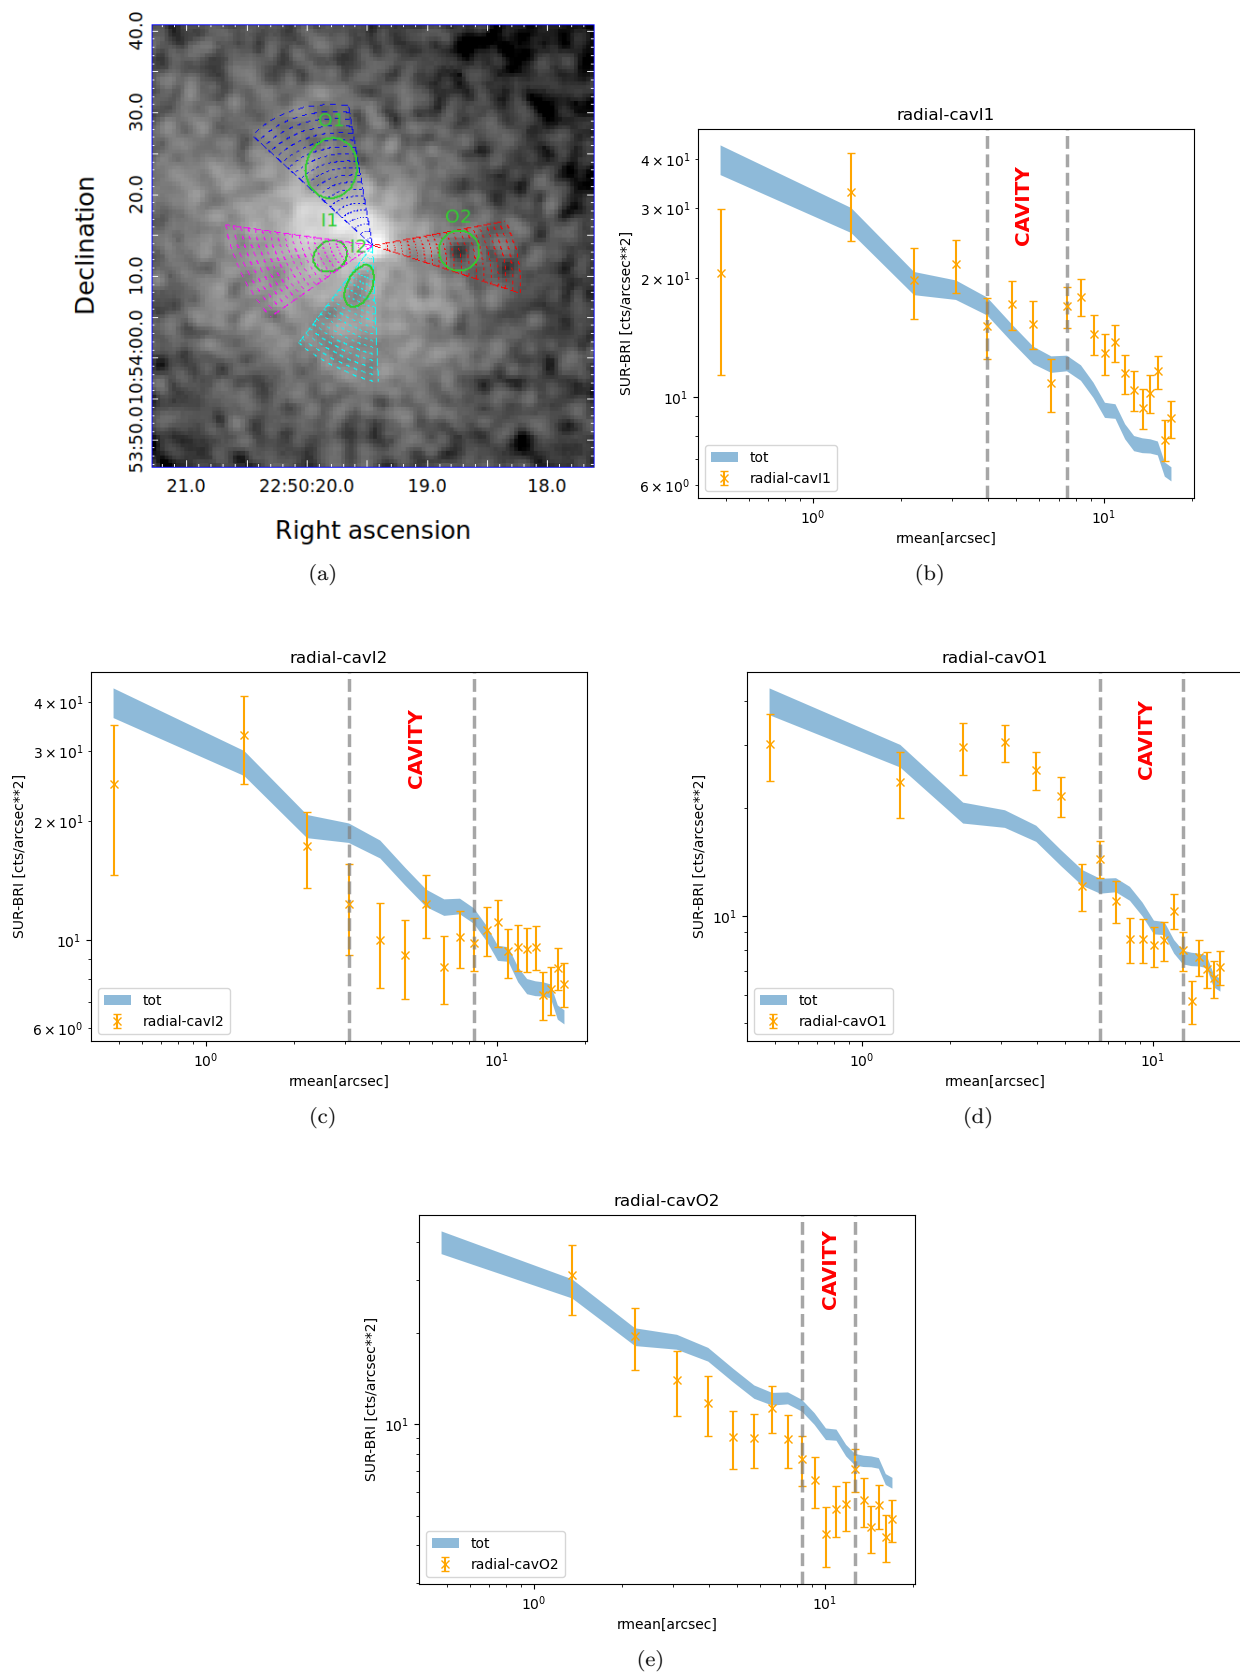 40.0
30.0
20.0
10.0
10:54:00.0
53:50.0
Declination
O1
I1
I2
O2
21.0
22:50:20.0
19.0
18.0
Right ascension
(a)
radial-cavI1
4 × 10¹
3 × 10¹
2 × 10¹
10¹
6 × 10⁰
SUR-BRI [cts/arcsec**2]
CAVITY
tot
radial-cavI1
10⁰
10¹
rmean[arcsec]
(b)
radial-cavI2
4 × 10¹
3 × 10¹
2 × 10¹
10¹
6 × 10⁰
SUR-BRI [cts/arcsec**2]
CAVITY
tot
radial-cavI2
10⁰
10¹
rmean[arcsec]
(c)
radial-cavO1
10¹
SUR-BRI [cts/arcsec**2]
CAVITY
tot
radial-cavO1
10⁰
10¹
rmean[arcsec]
(d)
radial-cavO2
10¹
SUR-BRI [cts/arcsec**2]
CAVITY
tot
radial-cavO2
10⁰
10¹
rmean[arcsec]
(e)